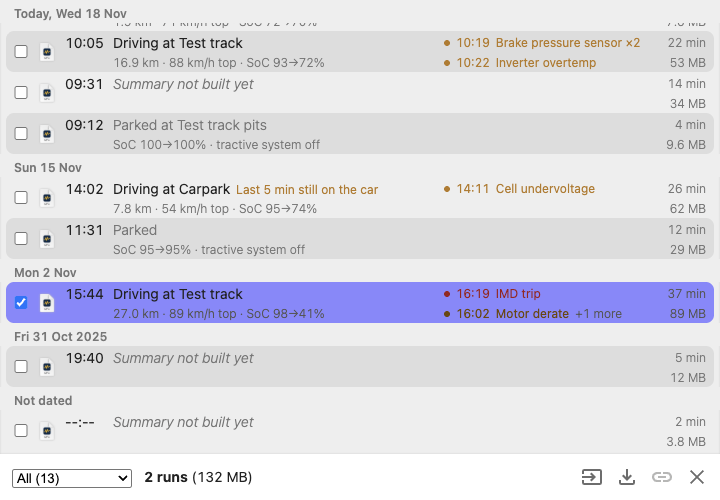 Today, Wed 18 Nov
10:05 Driving at Test track 10:19 Brake pressure sensor ×2 22 min
16.9 km · 88 km/h top · SoC 93→72% 10:22 Inverter overtemp 53 MB
09:31 Summary not built yet 14 min
34 MB
09:12 Parked at Test track pits 4 min
SoC 100→100% · tractive system off 9.6 MB
Sun 15 Nov
14:02 Driving at Carpark Last 5 min still on the car 14:11 Cell undervoltage 26 min
7.8 km · 54 km/h top · SoC 95→74% 62 MB
11:31 Parked 12 min
SoC 95→95% · tractive system off 29 MB
Mon 2 Nov
15:44 Driving at Test track 16:19 IMD trip 37 min
27.0 km · 89 km/h top · SoC 98→41% 16:02 Motor derate +1 more 89 MB
Fri 31 Oct 2025
19:40 Summary not built yet 5 min
12 MB
Not dated
--:-- Summary not built yet 2 min
3.8 MB
All (13) 2 runs (132 MB)